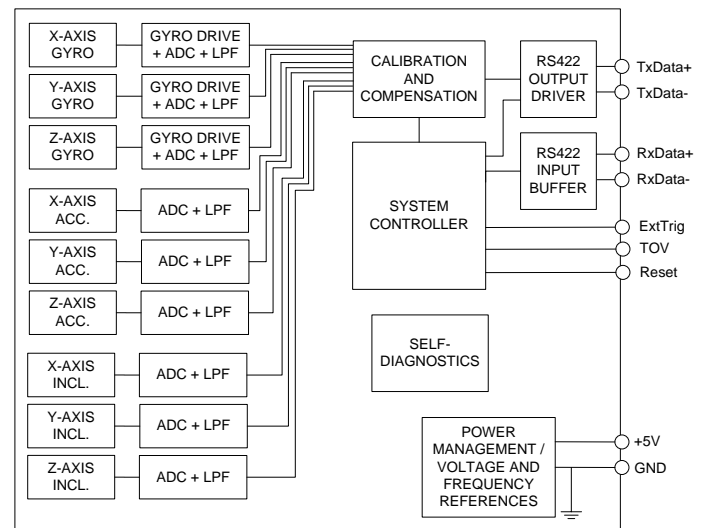 X-AXIS
GYRO
GYRO DRIVE
+ ADC + LPF
Y-AXIS
GYRO
GYRO DRIVE
+ ADC + LPF
Z-AXIS
GYRO
GYRO DRIVE
+ ADC + LPF
X-AXIS
ACC.
ADC + LPF
Y-AXIS
ACC.
ADC + LPF
Z-AXIS
ACC.
ADC + LPF
X-AXIS
INCL.
ADC + LPF
Y-AXIS
INCL.
ADC + LPF
Z-AXIS
INCL.
ADC + LPF
CALIBRATION
AND
COMPENSATION
RS422
OUTPUT
DRIVER
TxData+
TxData-
SYSTEM
CONTROLLER
RS422
INPUT
BUFFER
RxData+
RxData-
ExtTrig
TOV
Reset
SELF-
DIAGNOSTICS
POWER
MANAGEMENT /
VOLTAGE AND
FREQUENCY
REFERENCES
+5V
GND